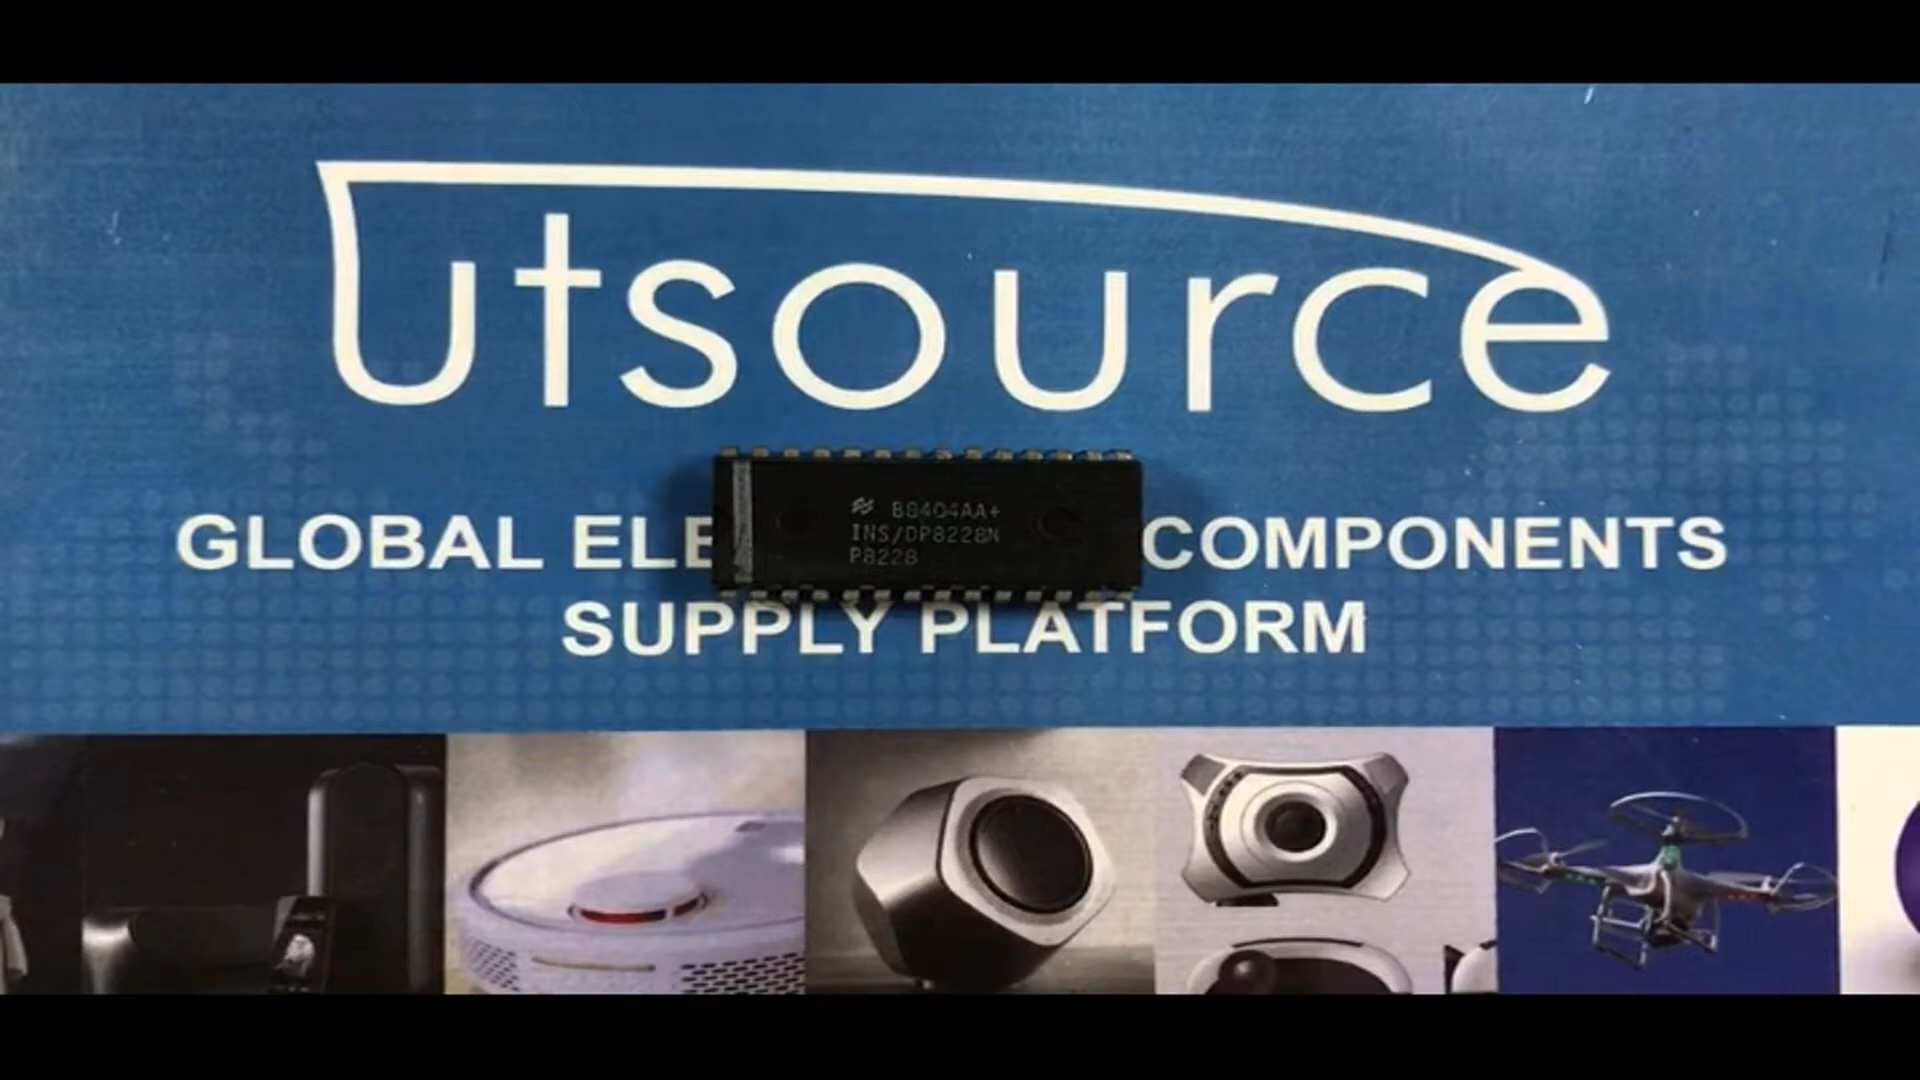 Utsource
B8404AA+
INS/DP8228N
P8228
GLOBAL ELE COMPONENTS
SUPPLY PLATFORM